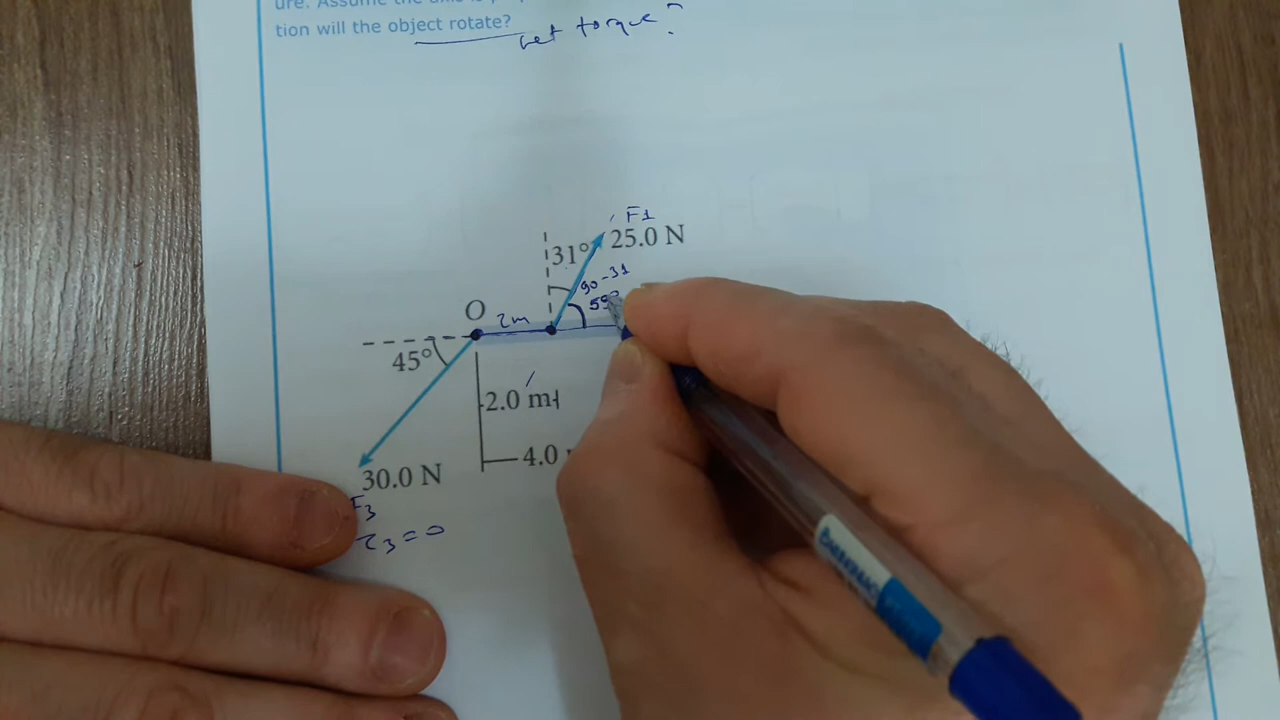 tion will the object rotate?
net torque?
F1
31° 25.0 N
90-31
O
2m
45°
2.0 m
4.0
30.0 N
F3
τ3=0